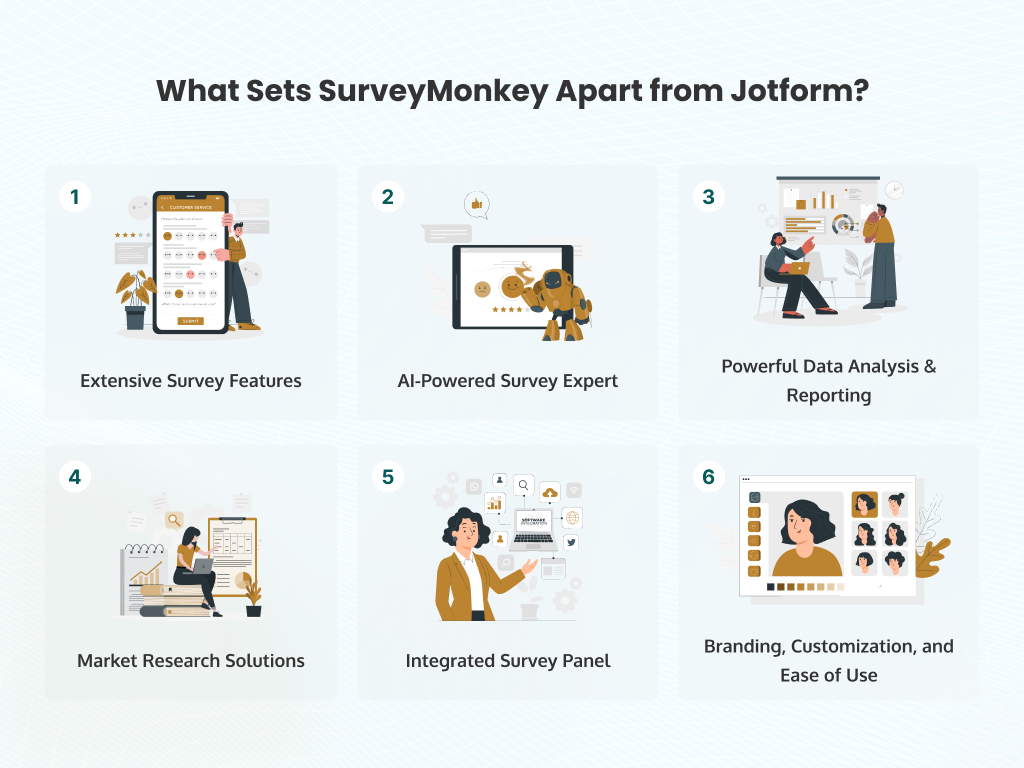 What Sets SurveyMonkey Apart from Jotform?
1
CUSTOMER SERVICE
SUBMIT
Extensive Survey Features
2
AI-Powered Survey Expert
3
Powerful Data Analysis &
Reporting
4
Market Research Solutions
5
SOFTWARE
INTEGRATION
Integrated Survey Panel
6
Branding, Customization, and
Ease of Use